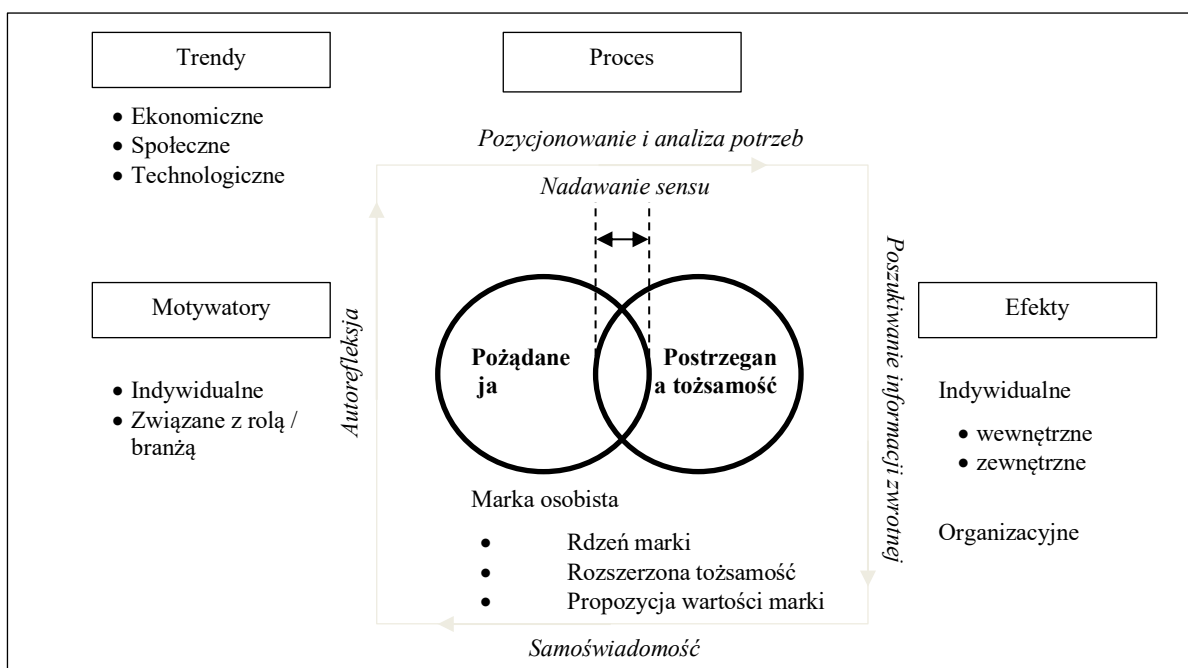 Trendy
• Ekonomiczne
• Społeczne
• Technologiczne
Proces
Pozycjonowanie i analiza potrzeb
Nadawanie sensu
Motywatory
• Indywidualne
• Związane z rolą /
branżą
Autorefleksja
Pożądane
ja
Postrzegan
a tożsamość
Poszukiwanie informacji zwrotnej
Efekty
Indywidualne
• wewnętrzne
• zewnętrzne
Organizacyjne
Marka osobista
• Rdzeń marki
• Rozszerzona tożsamość
• Propozycja wartości marki
Samoświadomość